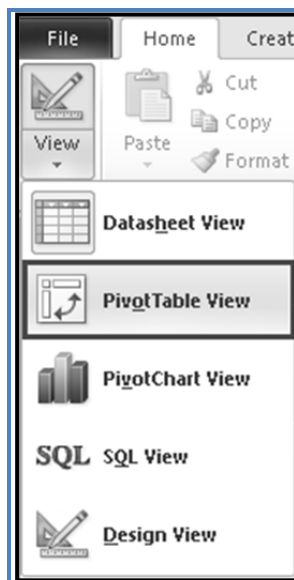 File Home Creat
View Paste Cut
Copy
Format
Datasheet View
PivotTable View
PivotChart View
SQL SQL View
Design View